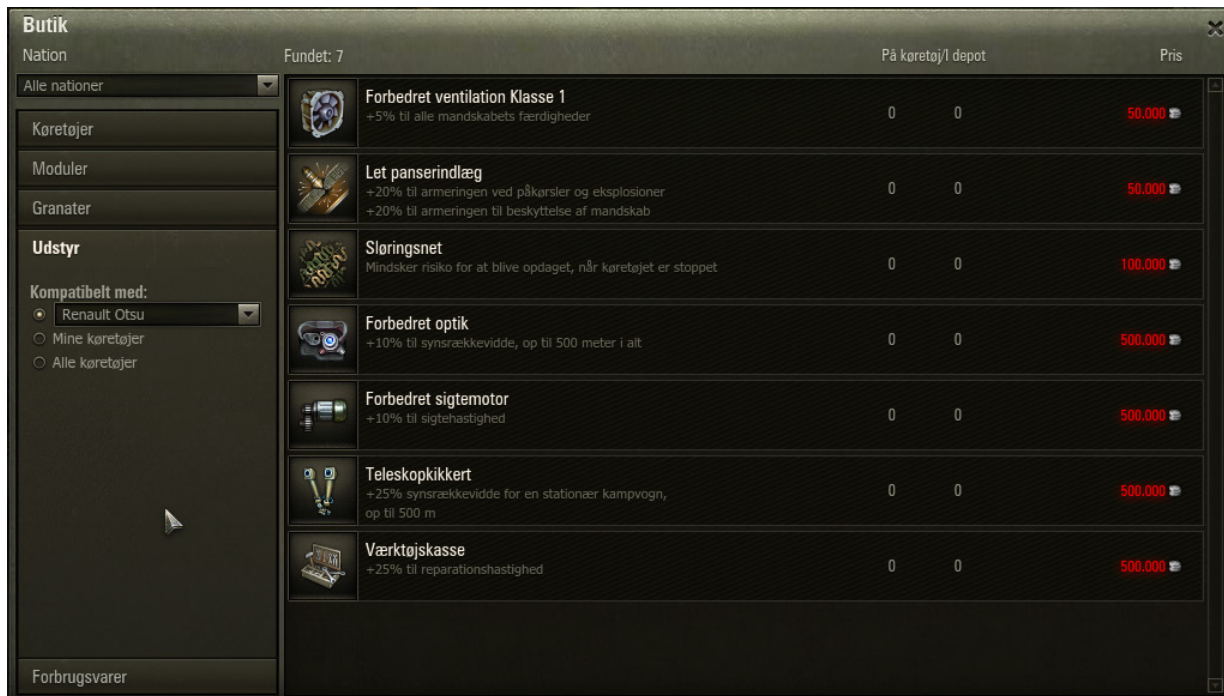 Butik
Nation
Fundet: 7
På køretøj/I depot
Pris
Alle nationer
Køretøjer
Moduler
Granater
Udstyr
Kompatibelt med:
Renault Otsu
Mine køretøjer
Alle køretøjer
Forbrugsvarer
Forbedret ventilation Klasse 1
+5% til alle mandskabets færdigheder
0 0 50.000
Let panserindlæg
+20% til armeringen ved påkørsler og eksplosioner
+20% til armeringen til beskyttelse af mandskab
0 0 50.000
Sløringsnet
Mindsker risiko for at blive opdaget, når køretøjet er stoppet
0 0 100.000
Forbedret optik
+10% til synsrækkevidde, op til 500 meter i alt
0 0 500.000
Forbedret sigtemotor
+10% til sigtehastighed
0 0 500.000
Teleskopkikkert
+25% synsrækkevidde for en stationær kampvogn,
op til 500 m
0 0 500.000
Værktøjskasse
+25% til reparationshastighed
0 0 500.000